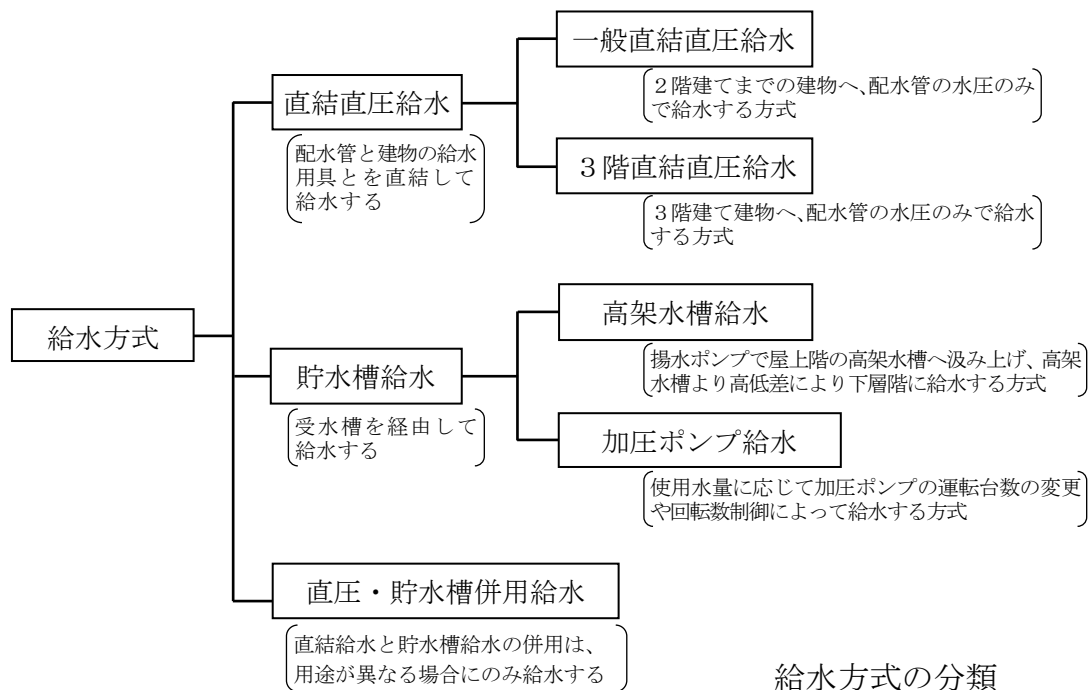 一般直結直圧給水
2階建てまでの建物へ、配水管の水圧のみ
で給水する方式
直結直圧給水
配水管と建物の給水
用具とを直結して
給水する
3階直結直圧給水
3階建て建物へ、配水管の水圧のみで給水
する方式
給水方式
高架水槽給水
揚水ポンプで屋上階の高架水槽へ汲み上げ、高架
水槽より高低差により下層階に給水する方式
貯水槽給水
受水槽を経由して
給水する
加圧ポンプ給水
使用水量に応じて加圧ポンプの運転台数の変更
や回転数制御によって給水する方式
直圧・貯水槽併用給水
直結給水と貯水槽給水の併用は、
用途が異なる場合にのみ給水する
給水方式の分類